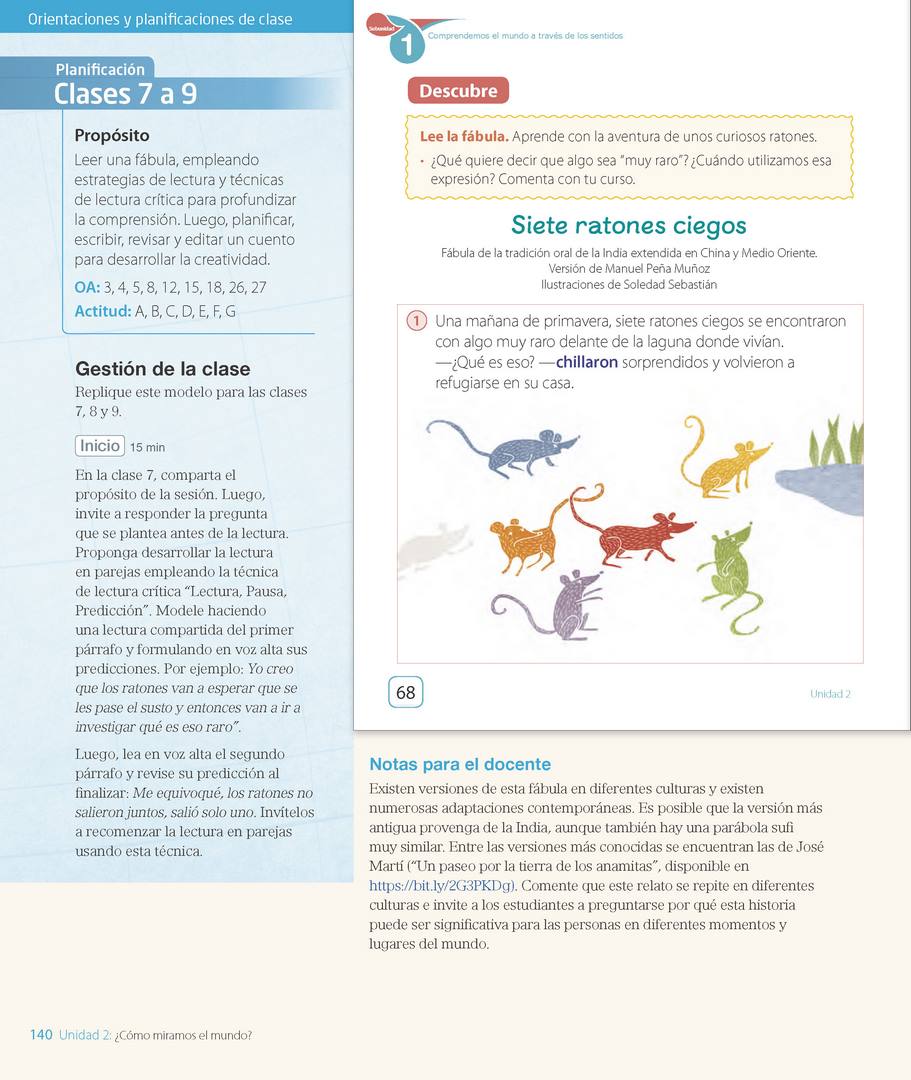 Orientaciones y planificaciones de clase
Planificación
Clases 7 a 9
Propósito
Leer una fábula, empleando
estrategias de lectura y técnicas
de lectura crítica para profundizar
la comprensión. Luego, planificar,
escribir, revisar y editar un cuento
para desarrollar la creatividad.
OA: 3, 4, 5, 8, 12, 15, 18, 26, 27
Actitud: A, B, C, D, E, F, G
Gestión de la clase
Replique este modelo para las clases
7, 8 y 9.
Inicio 15 min
En la clase 7, comparta el
propósito de la sesión. Luego,
invite a responder la pregunta
que se plantea antes de la lectura.
Proponga desarrollar la lectura
en parejas empleando la técnica
de lectura crítica “Lectura, Pausa,
Predicción”. Modele haciendo
una lectura compartida del primer
párrafo y formulando en voz alta sus
predicciones. Por ejemplo: Yo creo
que los ratones van a esperar que se
les pase el susto y entonces van a ir a
investigar qué es eso raro”.
Luego, lea en voz alta el segundo
párrafo y revise su predicción al
finalizar: Me equivoqué, los ratones no
salieron juntos, salió solo uno. Invítelos
a recomenzar la lectura en parejas
usando esta técnica.
Subunidad
1
Comprendemos el mundo a través de los sentidos
Descubre
Lee la fábula. Aprende con la aventura de unos curiosos ratones.
• ¿Qué quiere decir que algo sea “muy raro”? ¿Cuándo utilizamos esa
expresión? Comenta con tu curso.
Siete ratones ciegos
Fábula de la tradición oral de la India extendida en China y Medio Oriente.
Versión de Manuel Peña Muñoz
Ilustraciones de Soledad Sebastián
1 Una mañana de primavera, siete ratones ciegos se encontraron
con algo muy raro delante de la laguna donde vivían.
—¿Qué es eso? —chillaron sorprendidos y volvieron a
refugiarse en su casa.
68
Unidad 2
Notas para el docente
Existen versiones de esta fábula en diferentes culturas y existen
numerosas adaptaciones contemporáneas. Es posible que la versión más
antigua provenga de la India, aunque también hay una parábola sufi
muy similar. Entre las versiones más conocidas se encuentran las de José
Martí (“Un paseo por la tierra de los anamitas”, disponible en
https://bit.ly/2G3PKDg). Comente que este relato se repite en diferentes
culturas e invite a los estudiantes a preguntarse por qué esta historia
puede ser significativa para las personas en diferentes momentos y
lugares del mundo.
140 Unidad 2: ¿Cómo miramos el mundo?